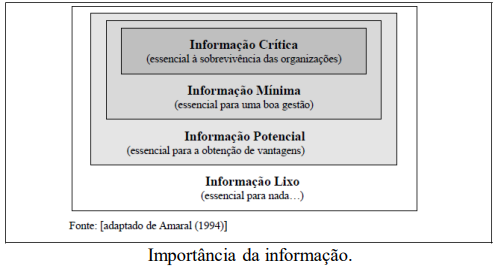 Informação Crítica
(essencial à sobrevivência das organizações)
Informação Mínima
(essencial para uma boa gestão)
Informação Potencial
(essencial para a obtenção de vantagens)
Informação Lixo
(essencial para nada…)
Fonte: [adaptado de Amaral (1994)]
Importância da informação.